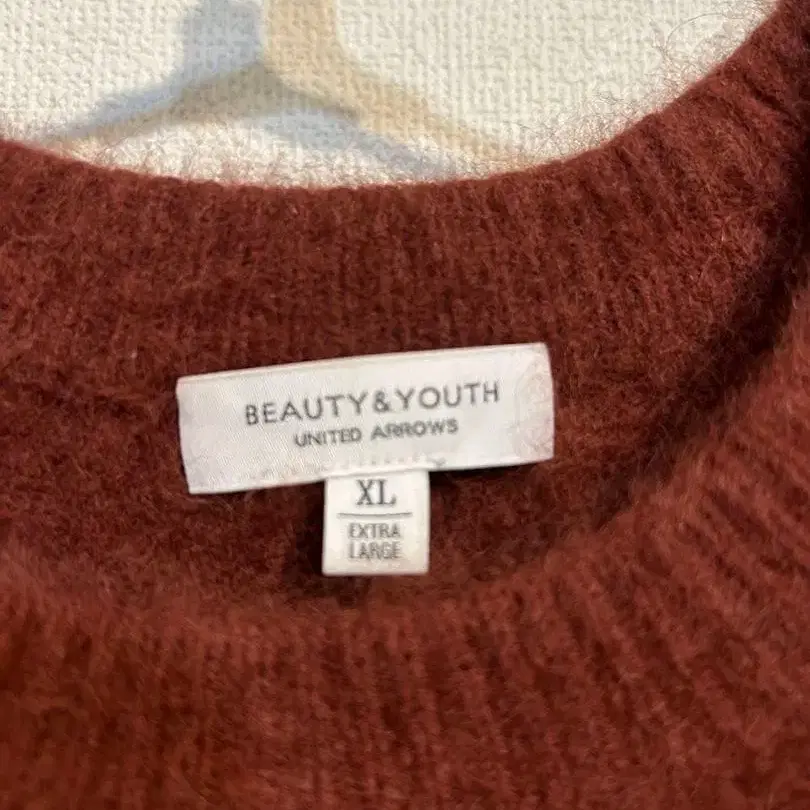 BEAUTY&YOUTH
UNITED ARROWS
XL
EXTRA
LARGE